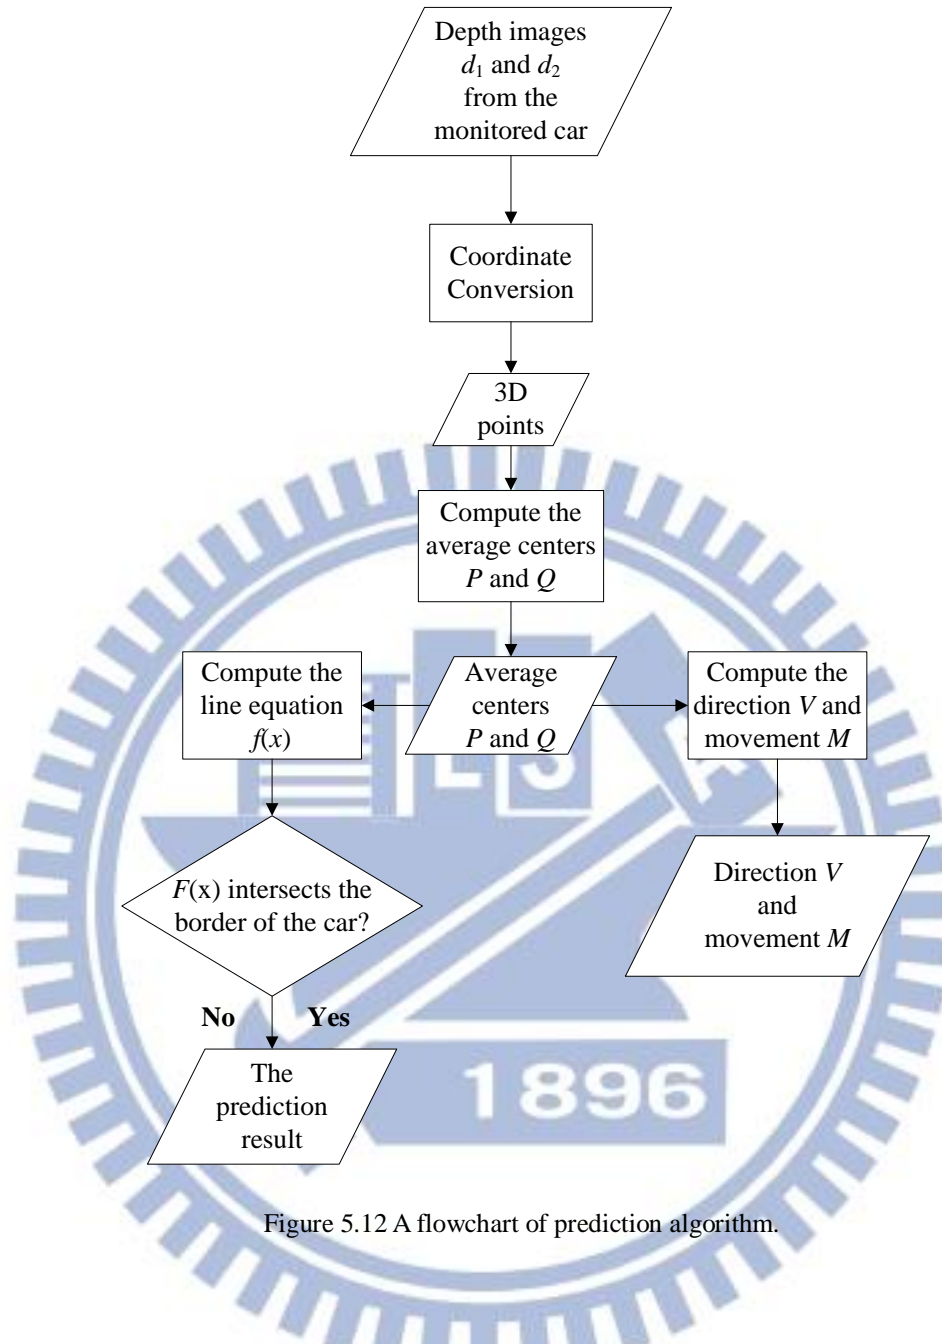 Depth images
d1 and d2
from the
monitored car
Coordinate
Conversion
3D
points
Compute the
average centers
P and Q
Compute the
line equation
f(x)
Average
centers
P and Q
Compute the
direction V and
movement M
F(x) intersects the
border of the car?
Direction V
and
movement M
No Yes
The
prediction
result
1896
Figure 5.12 A flowchart of prediction algorithm.